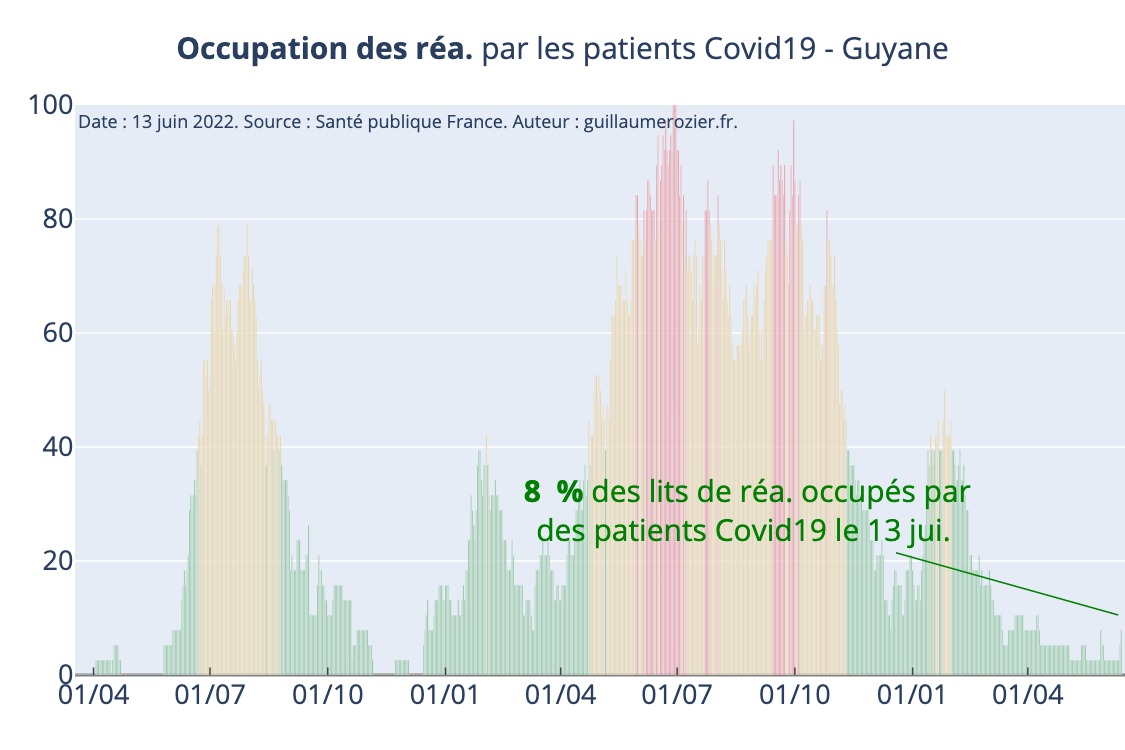 Occupation des réa. par les patients Covid19 - Guyane
100
Date : 13 juin 2022. Source : Santé publique France. Auteur : guillaumerozier.fr.
80
60
40
8 % des lits de réa. occupés par
des patients Covid19 le 13 jui.
20
0
01/04 01/07 01/10 01/01 01/04 01/07 01/10 01/01 01/04